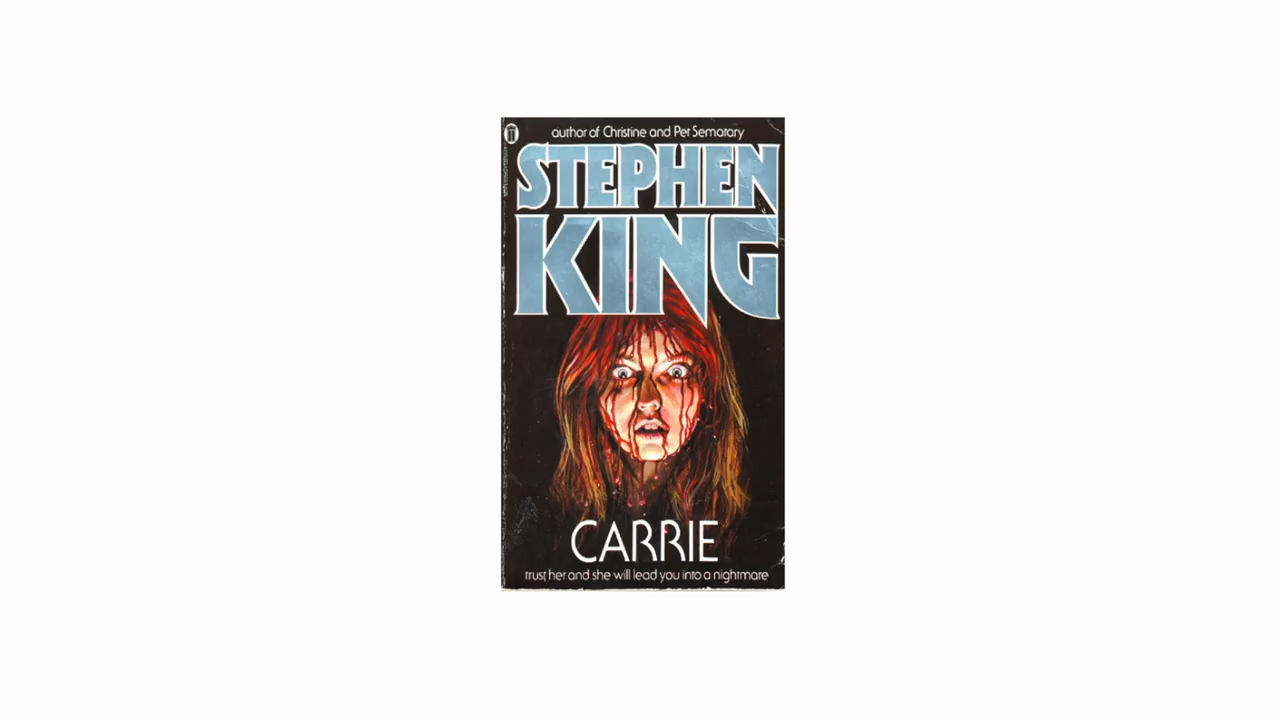 author of Christine and Pet Sematary
STEPHEN
KING
CARRIE
trust her and she will lead you into a nightmare